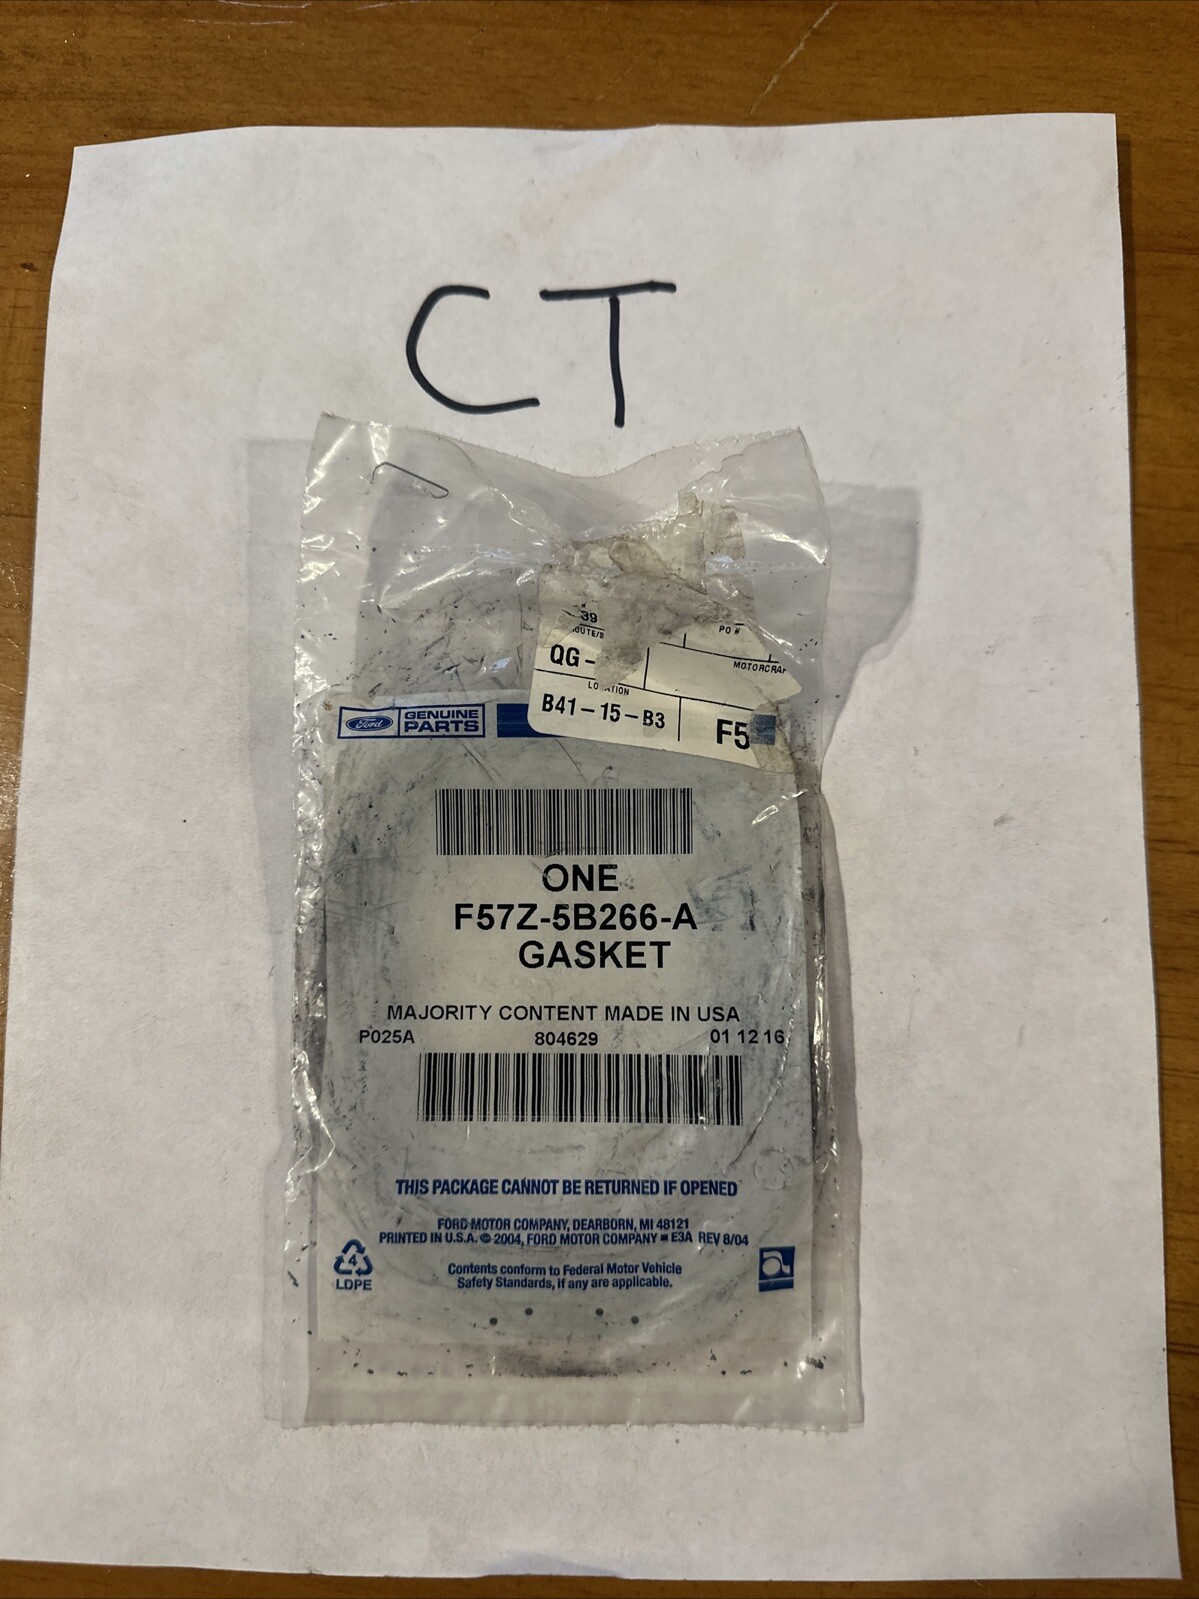 CT
39
PO #
QG-
MOTORCRA
B41-15-B3
F5
Ford
GENUINE
PARTS
ONE
F57Z-5B266-A
GASKET
MAJORITY CONTENT MADE IN USA
P025A 804629 01 12 16
THIS PACKAGE CANNOT BE RETURNED IF OPENED
FORD MOTOR COMPANY, DEARBORN, MI 48121
PRINTED IN U.S.A. © 2004, FORD MOTOR COMPANY ■ E3A REV 8/04
Contents conform to Federal Motor Vehicle
Safety Standards, if any are applicable.
4
LDPE